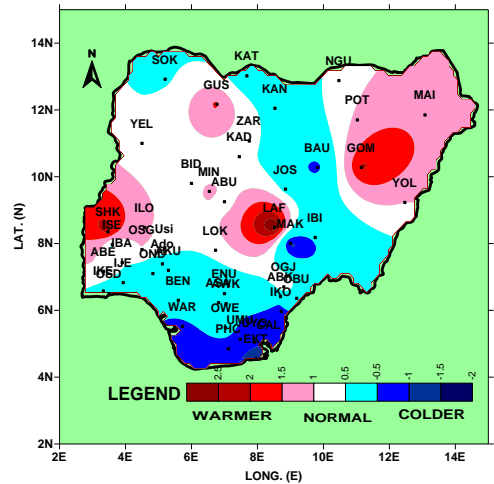 14N
12N
10N
8N
6N
4N
2N
LAT. (N)
N
SOK
KAT
NGU
GUS
KAN
POT
MAI
ZAR
YEL
KAD
BAU
GOM
BID
MIN
ABU
JOS
YOL
SHK
ILO
LAF
ISE
OSG
Usi
LOK
MAK
IBI
IBA
Ado
ABE
IJE
OND
AKU
IKE
OSD
BEN
ENU
AWK
OGJ
ABK
OBU
IKO
WAR
OWE
UMU
CAL
PHC
EKT
LEGEND
2.5
2
1.5
1
0.5
0.5
-1
-1.5
-2
WARMER
NORMAL
COLDER
2E
4E
6E
8E
10E
12E
14E
LONG. (E)